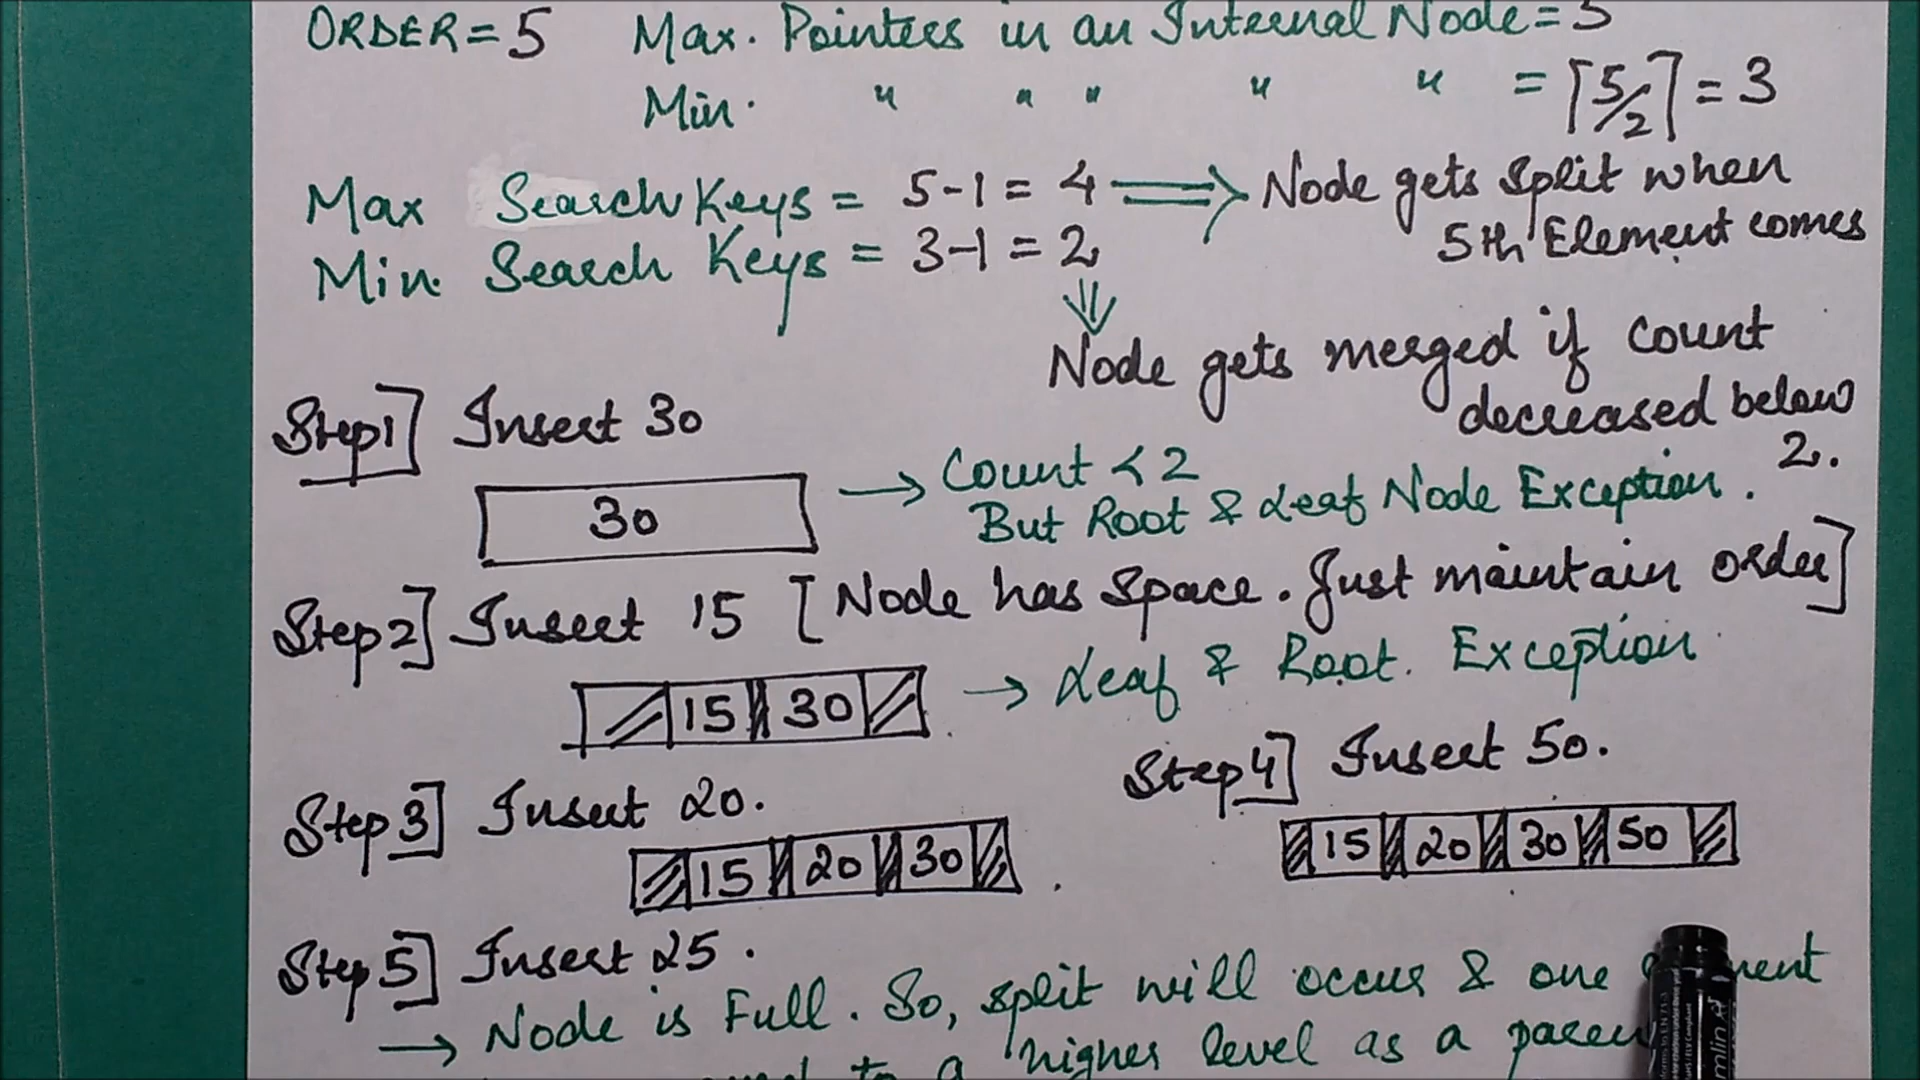 ORDER = 5 Max. Pointers in an Internal Node = 5
Min. " " " " " = ⌈5/2⌉ = 3
Max Search Keys = 5-1 = 4 ⟹ Node gets split when
5th Element comes
Min. Search Keys = 3-1 = 2
⇓
Node gets merged if count
decreased below
2.
Step1] Insert 30
30 → Count < 2
But Root & Leaf Node Exception.
Step2] Insert 15 [Node has space. Just maintain order]
15 30 → Leaf & Root. Exception
Step3] Insert 20.
15 20 30
Step4] Insert 50.
15 20 30 50
Step5] Insert 25.
→ Node is Full. So, split will occur & one
to a higher level as a
mlin